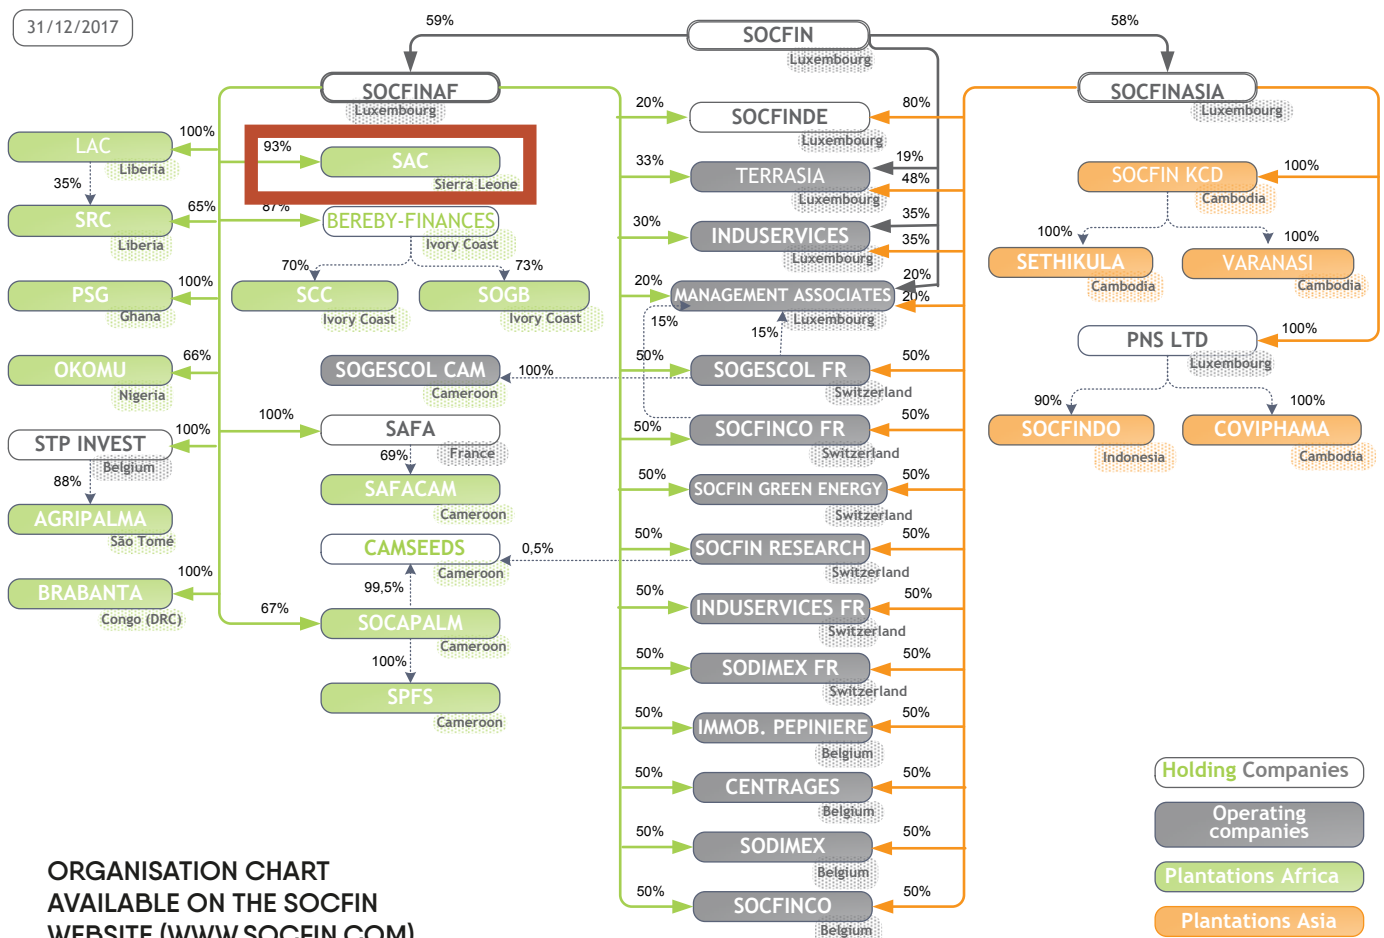 31/12/2017
59%
SOCFIN
Luxembourg
58%
SOCFINAF
Luxembourg
SOCFINASIA
Luxembourg
LAC
Liberia
100%
35%
SRC
Liberia
65%
PSG
Ghana
100%
OKOMU
Nigeria
66%
STP INVEST
Belgium
100%
88%
AGRIPALMA
São Tomé
BRABANTA
Congo (DRC)
100%
93%
SAC
Sierra Leone
87%
BEREBY-FINANCES
Ivory Coast
70%
73%
SCC
Ivory Coast
SOGB
Ivory Coast
SOGESCOL CAM
Cameroon
100%
100%
SAFA
France
69%
SAFACAM
Cameroon
CAMSEEDS
Cameroon
0,5%
99,5%
67%
SOCAPALM
Cameroon
100%
SPFS
Cameroon
20%
SOCFINDE
Luxembourg
80%
33%
TERRASIA
Luxembourg
19%
48%
30%
INDUSERVICES
Luxembourg
35%
35%
20%
MANAGEMENT ASSOCIATES
Luxembourg
20%
20%
15%
15%
50%
SOGESCOL FR
Switzerland
50%
50%
SOCFINCO FR
Switzerland
50%
50%
SOCFIN GREEN ENERGY
Switzerland
50%
50%
SOCFIN RESEARCH
Switzerland
50%
50%
INDUSERVICES FR
Switzerland
50%
50%
SODIMEX FR
Switzerland
50%
50%
IMMOB. PEPINIERE
Belgium
50%
50%
CENTRAGES
Belgium
50%
50%
SODIMEX
Belgium
50%
50%
SOCFINCO
Belgium
50%
SOCFIN KCD
Cambodia
100%
100%
SETHIKULA
Cambodia
100%
VARANASI
Cambodia
PNS LTD
Luxembourg
100%
90%
SOCFINDO
Indonesia
100%
COVIPHAMA
Cambodia
Holding Companies
Operating
companies
Plantations Africa
Plantations Asia
ORGANISATION CHART
AVAILABLE ON THE SOCFIN
WEBSITE (WWW.SOCFIN.COM)